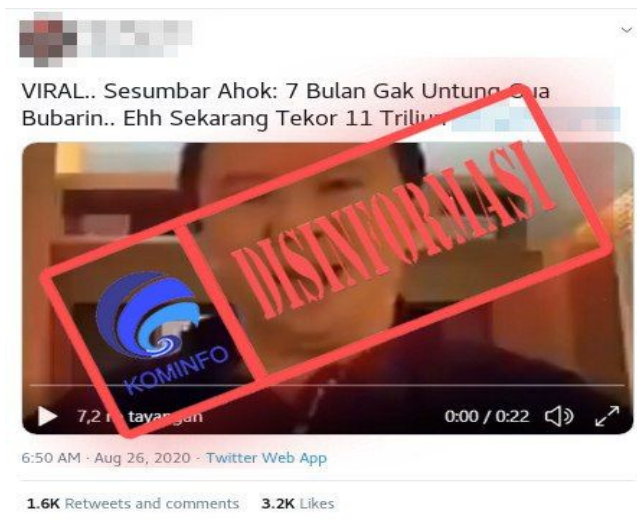 VIRAL.. Sesumbar Ahok: 7 Bulan Gak Untung Gua
Bubarin.. Ehh Sekarang Tekor 11 Triliun
DISINFORMASI
KOMINFO
7,2 tayangan
0:00 / 0:22
6:50 AM · Aug 26, 2020 · Twitter Web App
1.6K Retweets and comments 3.2K Likes